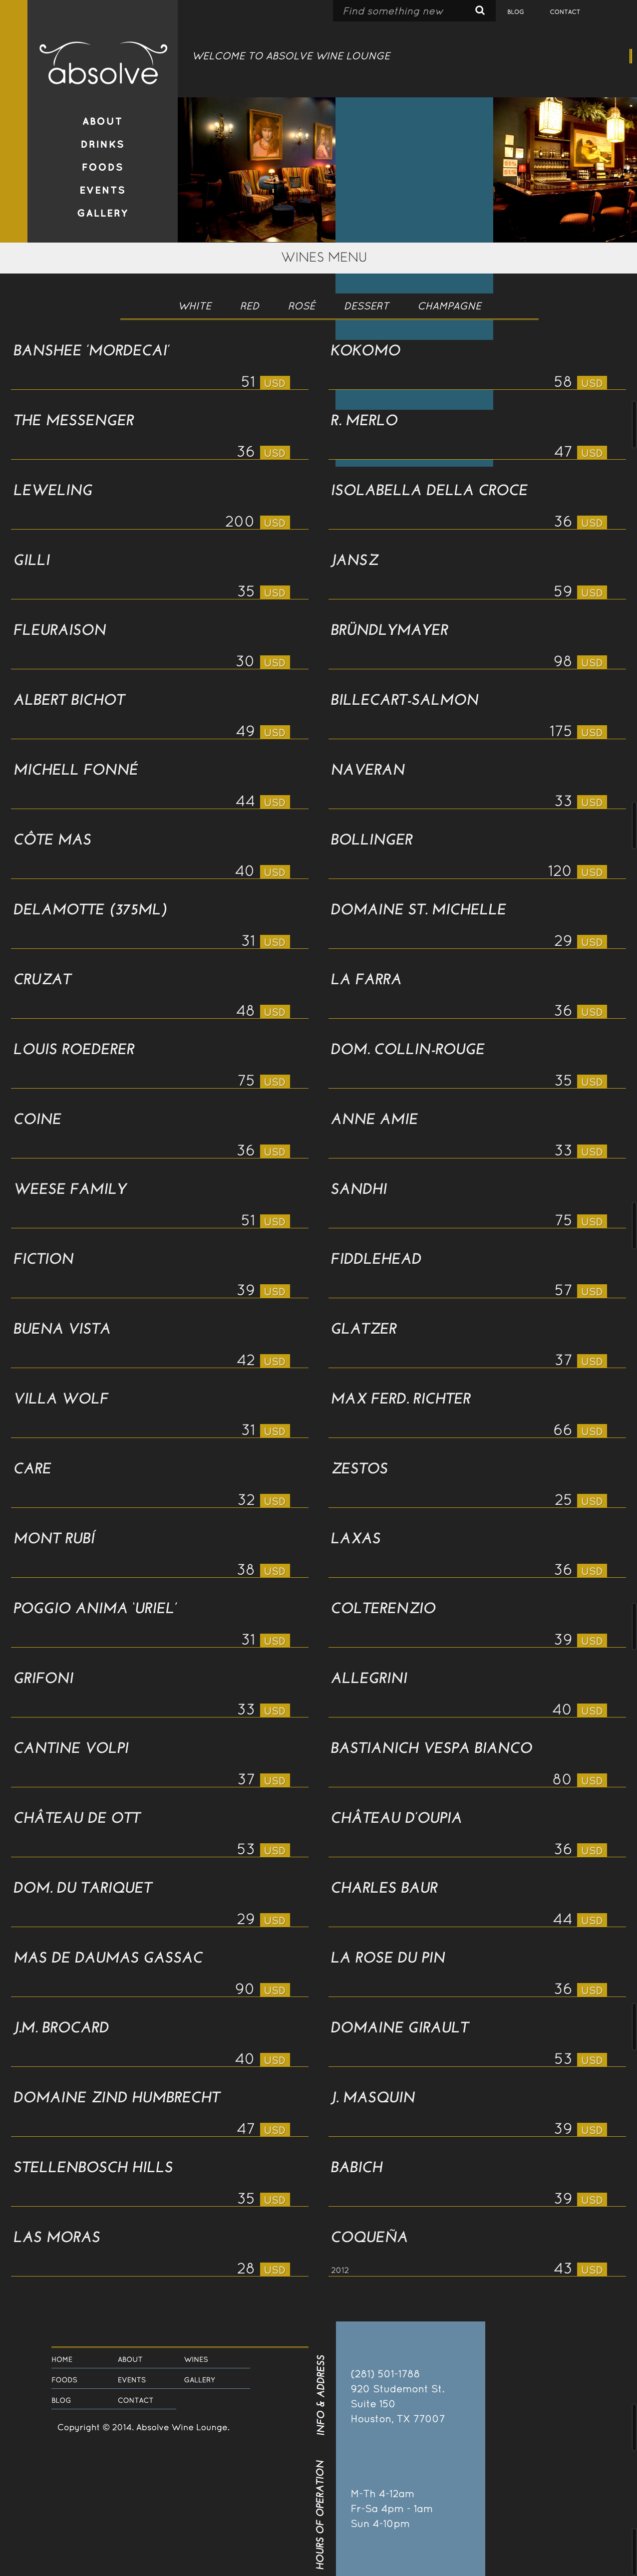 Find something new
BLOG
CONTACT
absolve
WELCOME TO ABSOLVE WINE LOUNGE
ABOUT
DRINKS
FOODS
EVENTS
GALLERY
WINES MENU
WHITE RED ROSÉ DESSERT CHAMPAGNE
BANSHEE 'MORDECAI'
51 USD
KOKOMO
58 USD
THE MESSENGER
36 USD
R. MERLO
47 USD
LEWELING
200 USD
ISOLABELLA DELLA CROCE
36 USD
GILLI
35 USD
JANSZ
59 USD
FLEURAISON
30 USD
BRÜNDLYMAYER
98 USD
ALBERT BICHOT
49 USD
BILLECART-SALMON
175 USD
MICHELL FONNÉ
44 USD
NAVERAN
33 USD
CÔTE MAS
40 USD
BOLLINGER
120 USD
DELAMOTTE (375ML)
31 USD
DOMAINE ST. MICHELLE
29 USD
CRUZAT
48 USD
LA FARRA
36 USD
LOUIS ROEDERER
75 USD
DOM. COLLIN-ROUGE
35 USD
COINE
36 USD
ANNE AMIE
33 USD
WEESE FAMILY
51 USD
SANDHI
75 USD
FICTION
39 USD
FIDDLEHEAD
57 USD
BUENA VISTA
42 USD
GLATZER
37 USD
VILLA WOLF
31 USD
MAX FERD. RICHTER
66 USD
CARE
32 USD
ZESTOS
25 USD
MONT RUBÍ
38 USD
LAXAS
36 USD
POGGIO ANIMA 'URIEL'
31 USD
COLTERENZIO
39 USD
GRIFONI
33 USD
ALLEGRINI
40 USD
CANTINE VOLPI
37 USD
BASTIANICH VESPA BIANCO
80 USD
CHÂTEAU DE OTT
53 USD
CHÂTEAU D'OUPIA
36 USD
DOM. DU TARIQUET
29 USD
CHARLES BAUR
44 USD
MAS DE DAUMAS GASSAC
90 USD
LA ROSE DU PIN
36 USD
J.M. BROCARD
40 USD
DOMAINE GIRAULT
53 USD
DOMAINE ZIND HUMBRECHT
47 USD
J. MASQUIN
39 USD
STELLENBOSCH HILLS
35 USD
BABICH
39 USD
LAS MORAS
28 USD
COQUEÑA
2012 43 USD
HOME ABOUT WINES
FOODS EVENTS GALLERY
BLOG CONTACT
Copyright © 2014. Absolve Wine Lounge.
INFO & ADDRESS
(281) 501-1788
920 Studemont St.
Suite 150
Houston, TX 77007
HOURS OF OPERATION
M-Th 4-12am
Fr-Sa 4pm - 1am
Sun 4-10pm